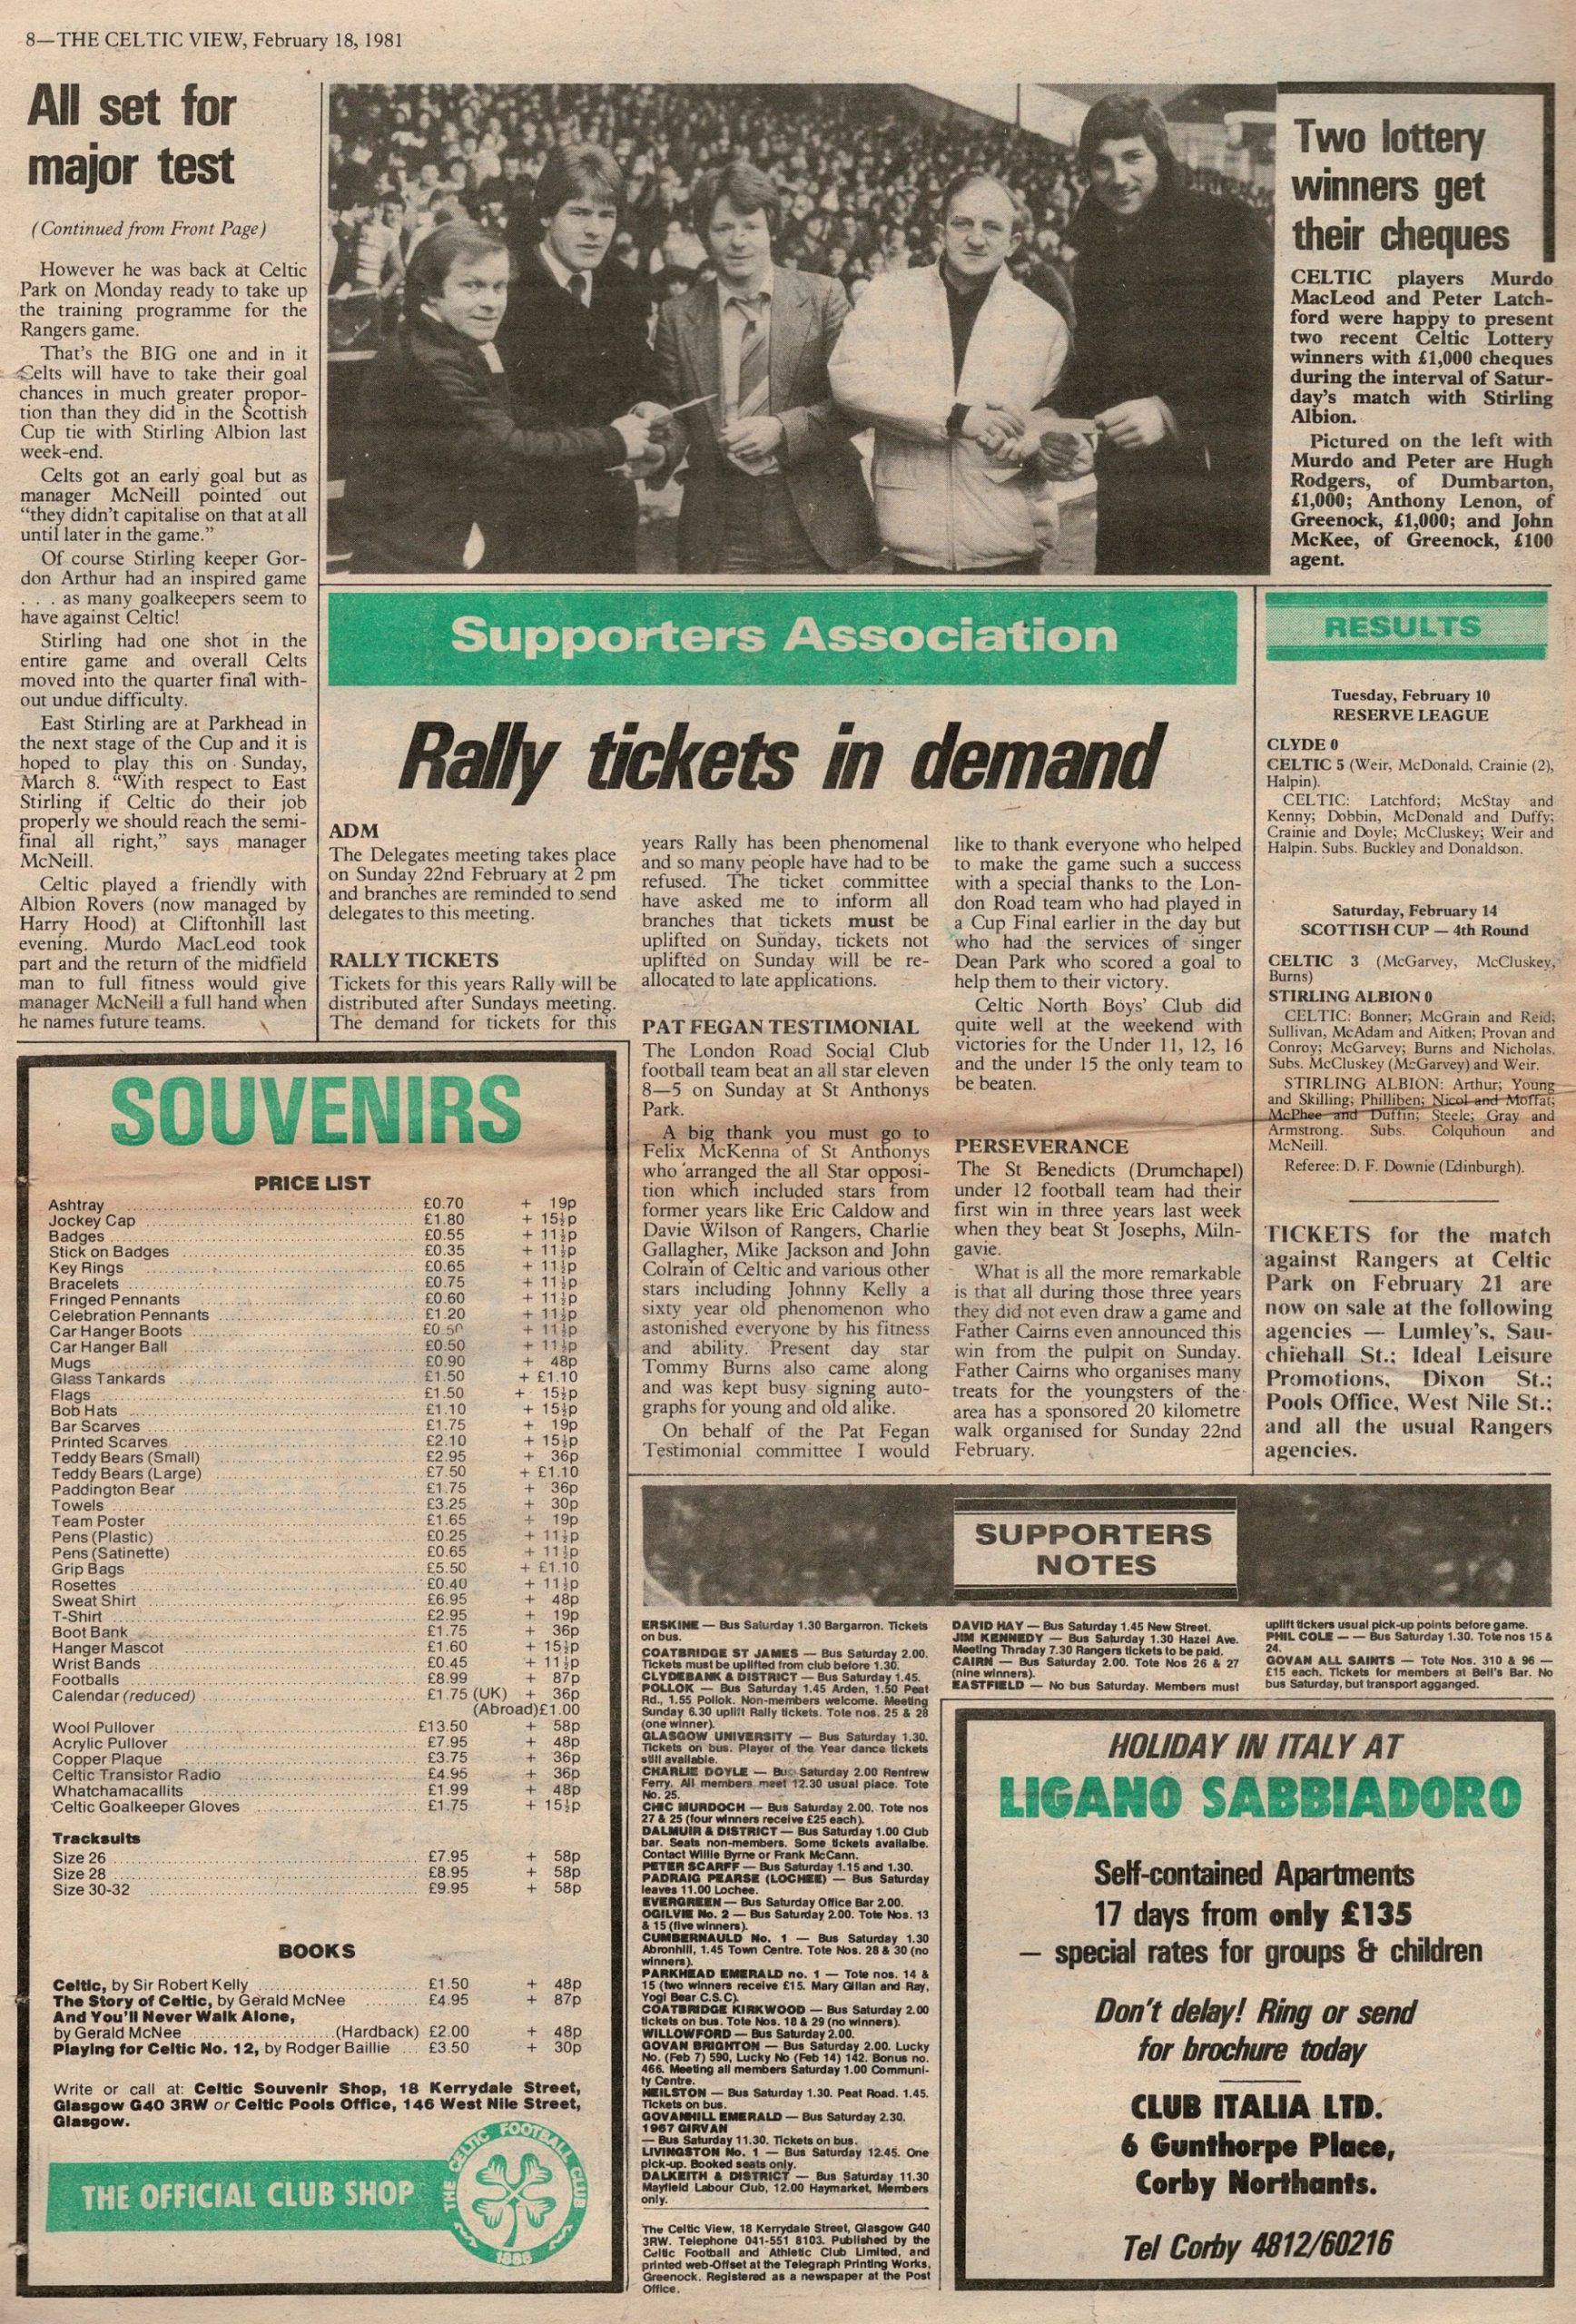 8—THE CELTIC VIEW, February 18, 1981
All set for
major test
(Continued from Front Page)
However he was back at Celtic
Park on Monday ready to take up
the training programme for the
Rangers game.
That's the BIG one and in it
Celts will have to take their goal
chances in much greater propor-
tion than they did in the Scottish
Cup tie with Stirling Albion last
week-end.
Celts got an early goal but as
manager McNeill pointed out
"they didn't capitalise on that at all
until later in the game."
Of course Stirling keeper Gor-
don Arthur had an inspired game
. . . as many goalkeepers seem to
have against Celtic!
Stirling had one shot in the
entire game and overall Celts
moved into the quarter final with-
out undue difficulty.
East Stirling are at Parkhead in
the next stage of the Cup and it is
hoped to play this on Sunday,
March 8. "With respect to East
Stirling if Celtic do their job
properly we should reach the semi-
final all right," says manager
McNeill.
Celtic played a friendly with
Albion Rovers (now managed by
Harry Hood) at Cliftonhill last
evening. Murdo MacLeod took
part and the return of the midfield
man to full fitness would give
manager McNeill a full hand when
he names future teams.
Two lottery
winners get
their cheques
CELTIC players Murdo
MacLeod and Peter Latch-
ford were happy to present
two recent Celtic Lottery
winners with £1,000 cheques
during the interval of Satur-
day's match with Stirling
Albion.
Pictured on the left with
Murdo and Peter are Hugh
Rodgers, of Dumbarton,
£1,000; Anthony Lenon, of
Greenock, £1,000; and John
McKee, of Greenock, £100
agent.
Supporters Association
Rally tickets in demand
ADM
The Delegates meeting takes place
on Sunday 22nd February at 2 pm
and branches are reminded to send
delegates to this meeting.
RALLY TICKETS
Tickets for this years Rally will be
distributed after Sundays meeting.
The demand for tickets for this
years Rally has been phenomenal
and so many people have had to be
refused. The ticket committee
have asked me to inform all
branches that tickets must be
uplifted on Sunday, tickets not
uplifted on Sunday will be re-
allocated to late applications.
PAT FEGAN TESTIMONIAL
The London Road Social Club
football team beat an all star eleven
8—5 on Sunday at St Anthonys
Park.
A big thank you must go to
Felix McKenna of St Anthonys
who arranged the all Star opposi-
tion which included stars from
former years like Eric Caldow and
Davie Wilson of Rangers, Charlie
Gallagher, Mike Jackson and John
Colrain of Celtic and various other
stars including Johnny Kelly a
sixty year old phenomenon who
astonished everyone by his fitness
and ability. Present day star
Tommy Burns also came along
and was kept busy signing auto-
graphs for young and old alike.
On behalf of the Pat Fegan
Testimonial committee I would
like to thank everyone who helped
to make the game such a success
with a special thanks to the Lon-
don Road team who had played in
a Cup Final earlier in the day but
who had the services of singer
Dean Park who scored a goal to
help them to their victory.
Celtic North Boys' Club did
quite well at the weekend with
victories for the Under 11, 12, 16
and the under 15 the only team to
be beaten.
PERSEVERANCE
The St Benedicts (Drumchapel)
under 12 football team had their
first win in three years last week
when they beat St Josephs, Miln-
gavie.
What is all the more remarkable
is that all during those three years
they did not even draw a game and
Father Cairns even announced this
win from the pulpit on Sunday.
Father Cairns who organises many
treats for the youngsters of the
area has a sponsored 20 kilometre
walk organised for Sunday 22nd
February.
RESULTS
Tuesday, February 10
RESERVE LEAGUE
CLYDE 0
CELTIC 5 (Weir, McDonald, Crainie (2),
Halpin).
CELTIC: Latchford; McStay and
Kenny; Dobbin, McDonald and Duffy;
Crainie and Doyle; McCluskey; Weir and
Halpin. Subs. Buckley and Donaldson.
Saturday, February 14
SCOTTISH CUP — 4th Round
CELTIC 3 (McGarvey, McCluskey,
Burns)
STIRLING ALBION 0
CELTIC: Bonner; McGrain and Reid;
Sullivan, McAdam and Aitken; Provan and
Conroy; McGarvey; Burns and Nicholas.
Subs. McCluskey (McGarvey) and Weir.
STIRLING ALBION: Arthur; Young
and Skilling; Philliben; Nicol and Moffat;
McPhee and Duffin; Steele; Gray and
Armstrong. Subs. Colquhoun and
McNeill.
Referee: D. F. Downie (Edinburgh).
TICKETS for the match
against Rangers at Celtic
Park on February 21 are
now on sale at the following
agencies — Lumley's, Sau-
chiehall St.; Ideal Leisure
Promotions, Dixon St.;
Pools Office, West Nile St.;
and all the usual Rangers
agencies.
SOUVENIRS
PRICE LIST
Ashtray £0.70 + 19p
Jockey Cap £1.80 + 15½p
Badges £0.55 + 11½p
Stick on Badges £0.35 + 11½p
Key Rings £0.65 + 11½p
Bracelets £0.75 + 11½p
Fringed Pennants £0.60 + 11½p
Celebration Pennants £1.20 + 11½p
Car Hanger Boots £0.50 + 11½p
Car Hanger Ball £0.50 + 11½p
Mugs £0.90 + 48p
Glass Tankards £1.50 + £1.10
Flags £1.50 + 15½p
Bob Hats £1.10 + 15½p
Bar Scarves £1.75 + 19p
Printed Scarves £2.10 + 15½p
Teddy Bears (Small) £2.95 + 36p
Teddy Bears (Large) £7.50 + £1.10
Paddington Bear £1.75 + 36p
Towels £3.25 + 30p
Team Poster £1.65 + 19p
Pens (Plastic) £0.25 + 11½p
Pens (Satinette) £0.65 + 11½p
Grip Bags £5.50 + £1.10
Rosettes £0.40 + 11½p
Sweat Shirt £6.95 + 48p
T-Shirt £2.95 + 19p
Boot Bank £1.75 + 36p
Hanger Mascot £1.60 + 15½p
Wrist Bands £0.45 + 11½p
Footballs £8.99 + 87p
Calendar (reduced) £1.75 (UK) + 36p
(Abroad)£1.00
Wool Pullover £13.50 + 58p
Acrylic Pullover £7.95 + 48p
Copper Plaque £3.75 + 36p
Celtic Transistor Radio £4.95 + 36p
Whatchamacallits £1.99 + 48p
Celtic Goalkeeper Gloves £1.75 + 15½p
Tracksuits
Size 26 £7.95 + 58p
Size 28 £8.95 + 58p
Size 30-32 £9.95 + 58p
BOOKS
Celtic, by Sir Robert Kelly £1.50 + 48p
The Story of Celtic, by Gerald McNee £4.95 + 87p
And You'll Never Walk Alone,
by Gerald McNee (Hardback) £2.00 + 48p
Playing for Celtic No. 12, by Rodger Baillie £3.50 + 30p
Write or call at: Celtic Souvenir Shop, 18 Kerrydale Street,
Glasgow G40 3RW or Celtic Pools Office, 146 West Nile Street,
Glasgow.
THE OFFICIAL CLUB SHOP
THE CELTIC FOOTBALL CLUB
1888
SUPPORTERS
NOTES
ERSKINE — Bus Saturday 1.30 Bargarron. Tickets
on bus.
COATBRIDGE ST JAMES — Bus Saturday 2.00.
Tickets must be uplifted from club before 1.30.
CLYDEBANK & DISTRICT — Bus Saturday 1.45.
POLLOK — Bus Saturday 1.45 Arden, 1.50 Peat
Rd., 1.55 Pollok. Non-members welcome. Meeting
Sunday 6.30 uplift Rally tickets. Tote nos. 25 & 28
(one winner).
GLASGOW UNIVERSITY — Bus Saturday 1.30.
Tickets on bus. Player of the Year dance tickets
still available.
CHARLIE DOYLE — Bus Saturday 2.00 Renfrew
Ferry. All members meet 12.30 usual place. Tote
No. 25.
CHIC MURDOCH — Bus Saturday 2.00. Tote nos
27 & 25 (four winners receive £25 each).
DALMUIR & DISTRICT — Bus Saturday 1.00 Club
bar. Seats non-members. Some tickets availalbe.
Contact Willie Byrne or Frank McCann.
PETER SCARFF — Bus Saturday 1.15 and 1.30.
PADRAIG PEARSE (LOCHEE) — Bus Saturday
leaves 11.00 Lochee.
EVERGREEN — Bus Saturday Office Bar 2.00.
OGILVIE No. 2 — Bus Saturday 2.00. Tote Nos. 13
& 15 (five winners).
CUMBERNAULD No. 1 — Bus Saturday 1.30
Abronhill, 1.45 Town Centre. Tote Nos. 28 & 30 (no
winners).
PARKHEAD EMERALD no. 1 — Tote nos. 14 &
15 (two winners receive £15. Mary Gillan and Ray,
Yogi Bear C.S.C).
COATBRIDGE KIRKWOOD — Bus Saturday 2.00
tickets on bus. Tote Nos. 18 & 29 (no winners).
WILLOWFORD — Bus Saturday 2.00.
GOVAN BRIGHTON — Bus Saturday 2.00. Lucky
No. (Feb 7) 590, Lucky No (Feb 14) 142. Bonus no.
466. Meeting all members Saturday 1.00 Communi-
ty Centre.
NEILSTON — Bus Saturday 1.30. Peat Road. 1.45.
Tickets on bus.
GOVANHILL EMERALD — Bus Saturday 2.30.
1967 GIRVAN
— Bus Saturday 11.30. Tickets on bus.
LIVINGSTON No. 1 — Bus Saturday 12.45. One
pick-up. Booked seats only.
DALKEITH & DISTRICT — Bus Saturday 11.30
Mayfield Labour Club, 12.00 Haymarket, Members
only.
The Celtic View, 18 Kerrydale Street, Glasgow G40
3RW. Telephone 041-551 8103. Published by the
Celtic Football and Athletic Club Limited, and
printed web-Offset at the Telegraph Printing Works,
Greenock. Registered as a newspaper at the Post
Office.
DAVID HAY — Bus Saturday 1.45 New Street.
JIM KENNEDY — Bus Saturday 1.30 Hazel Ave.
Meeting Thrsday 7.30 Rangers tickets to be paid.
CAIRN — Bus Saturday 2.00. Tote Nos 26 & 27
(nine winners).
EASTFIELD — No bus Saturday. Members must
uplift tickers usual pick-up points before game.
PHIL COLE — — Bus Saturday 1.30. Tote nos 15 &
24.
GOVAN ALL SAINTS — Tote Nos. 310 & 96 —
£15 each. Tickets for members at Bell's Bar. No
bus Saturday, but transport agganged.
HOLIDAY IN ITALY AT
LIGANO SABBIADORO
Self-contained Apartments
17 days from only £135
— special rates for groups & children
Don't delay! Ring or send
for brochure today
CLUB ITALIA LTD.
6 Gunthorpe Place,
Corby Northants.
Tel Corby 4812/60216